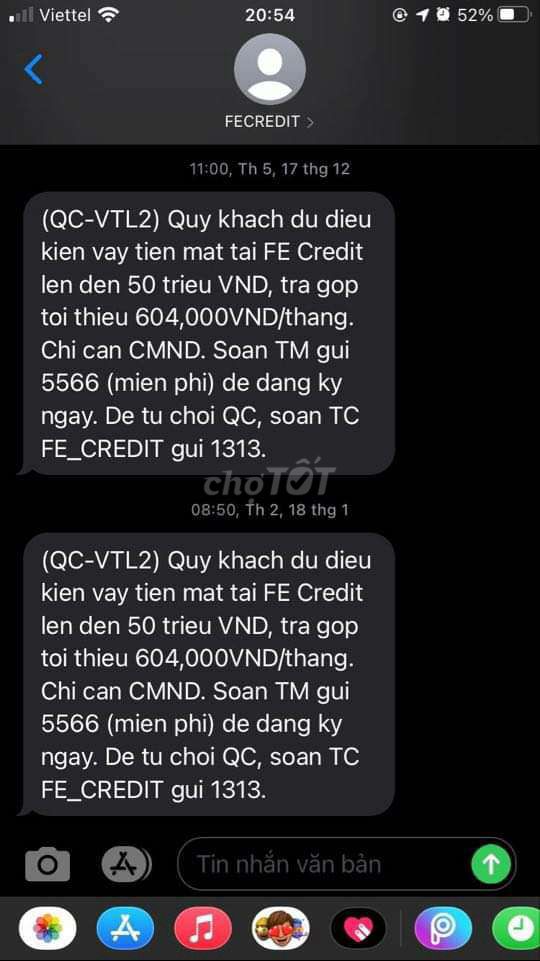 Viettel 20:54 52%
FECREDIT
11:00, Th 5, 17 thg 12
(QC-VTL2) Quy khach du dieu
kien vay tien mat tai FE Credit
len den 50 trieu VND, tra gop
toi thieu 604,000VND/thang.
Chi can CMND. Soan TM gui
5566 (mien phi) de dang ky
ngay. De tu choi QC, soan TC
FE_CREDIT gui 1313.
chợTỐT
08:50, Th 2, 18 thg 1
(QC-VTL2) Quy khach du dieu
kien vay tien mat tai FE Credit
len den 50 trieu VND, tra gop
toi thieu 604,000VND/thang.
Chi can CMND. Soan TM gui
5566 (mien phi) de dang ky
ngay. De tu choi QC, soan TC
FE_CREDIT gui 1313.
Tin nhắn văn bản